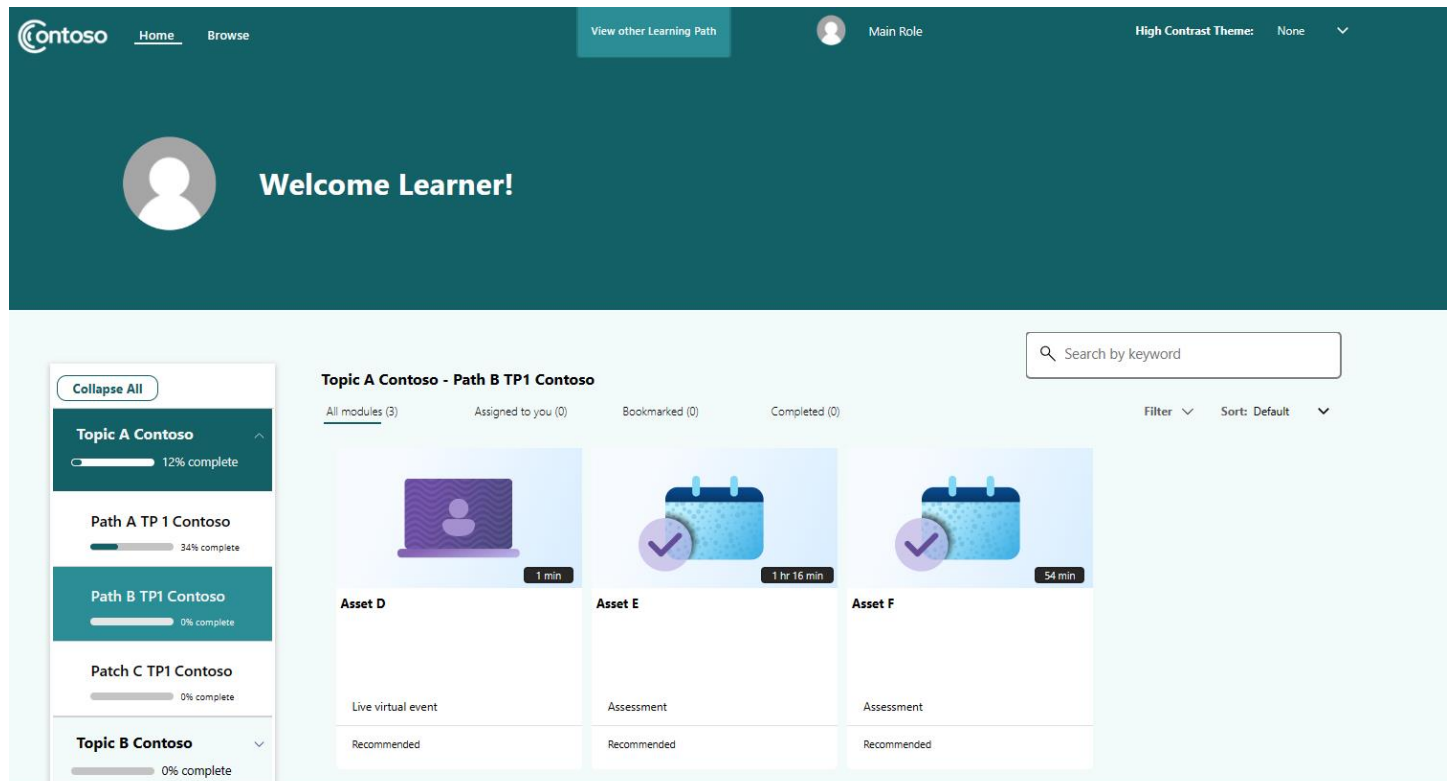 Contoso Home Browse View other Learning Path Main Role High Contrast Theme: None
Welcome Learner!
Search by keyword
Collapse All
Topic A Contoso
12% complete
Path A TP 1 Contoso
34% complete
Path B TP1 Contoso
0% complete
Patch C TP1 Contoso
0% complete
Topic B Contoso
0% complete
Topic A Contoso - Path B TP1 Contoso
All modules (3) Assigned to you (0) Bookmarked (0) Completed (0) Filter Sort: Default
1 min
Asset D
Live virtual event
Recommended
1 hr 16 min
Asset E
Assessment
Recommended
54 min
Asset F
Assessment
Recommended